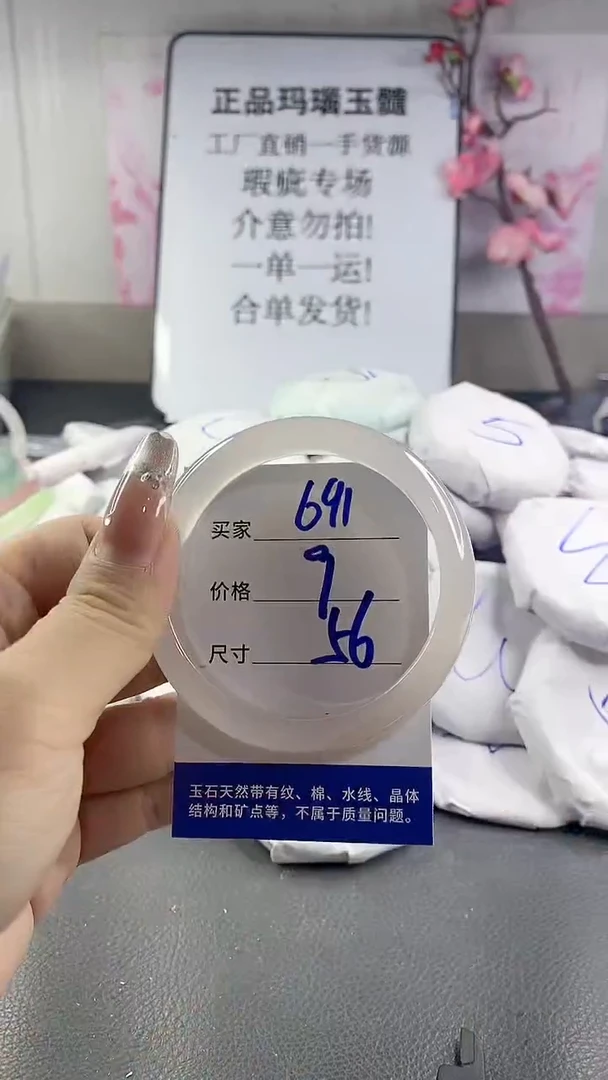 正品玛瑙玉髓
工厂直销一手货源
瑕疵专场
介意勿拍!
一单一运!
合单发货!
买家 691
价格 9
尺寸 56
玉石天然带有纹、棉、水线、晶体
结构和矿点等，不属于质量问题。